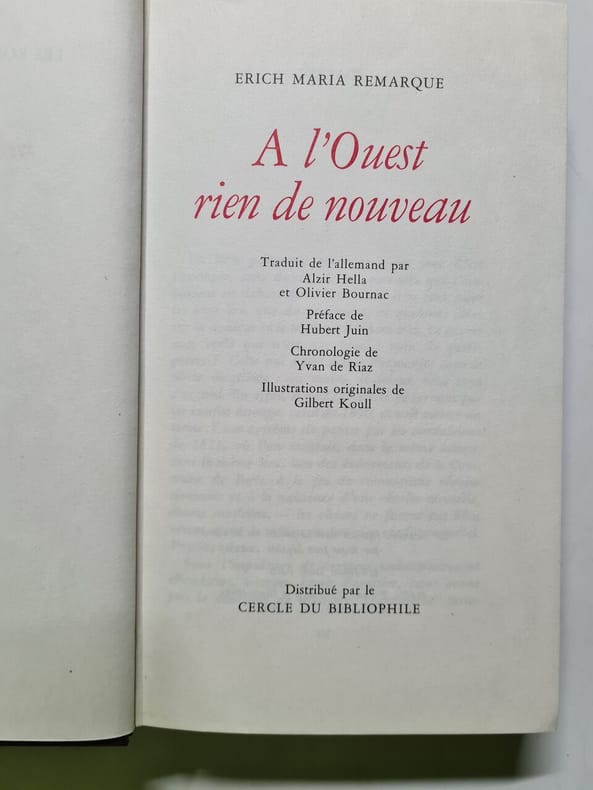 ERICH MARIA REMARQUE
A l'Ouest
rien de nouveau
Traduit de l'allemand par
Alzir Hella
et Olivier Bournac
Préface de
Hubert Juin
Chronologie de
Yvan de Riaz
Illustrations originales de
Gilbert Koull
Distribué par le
CERCLE DU BIBLIOPHILE